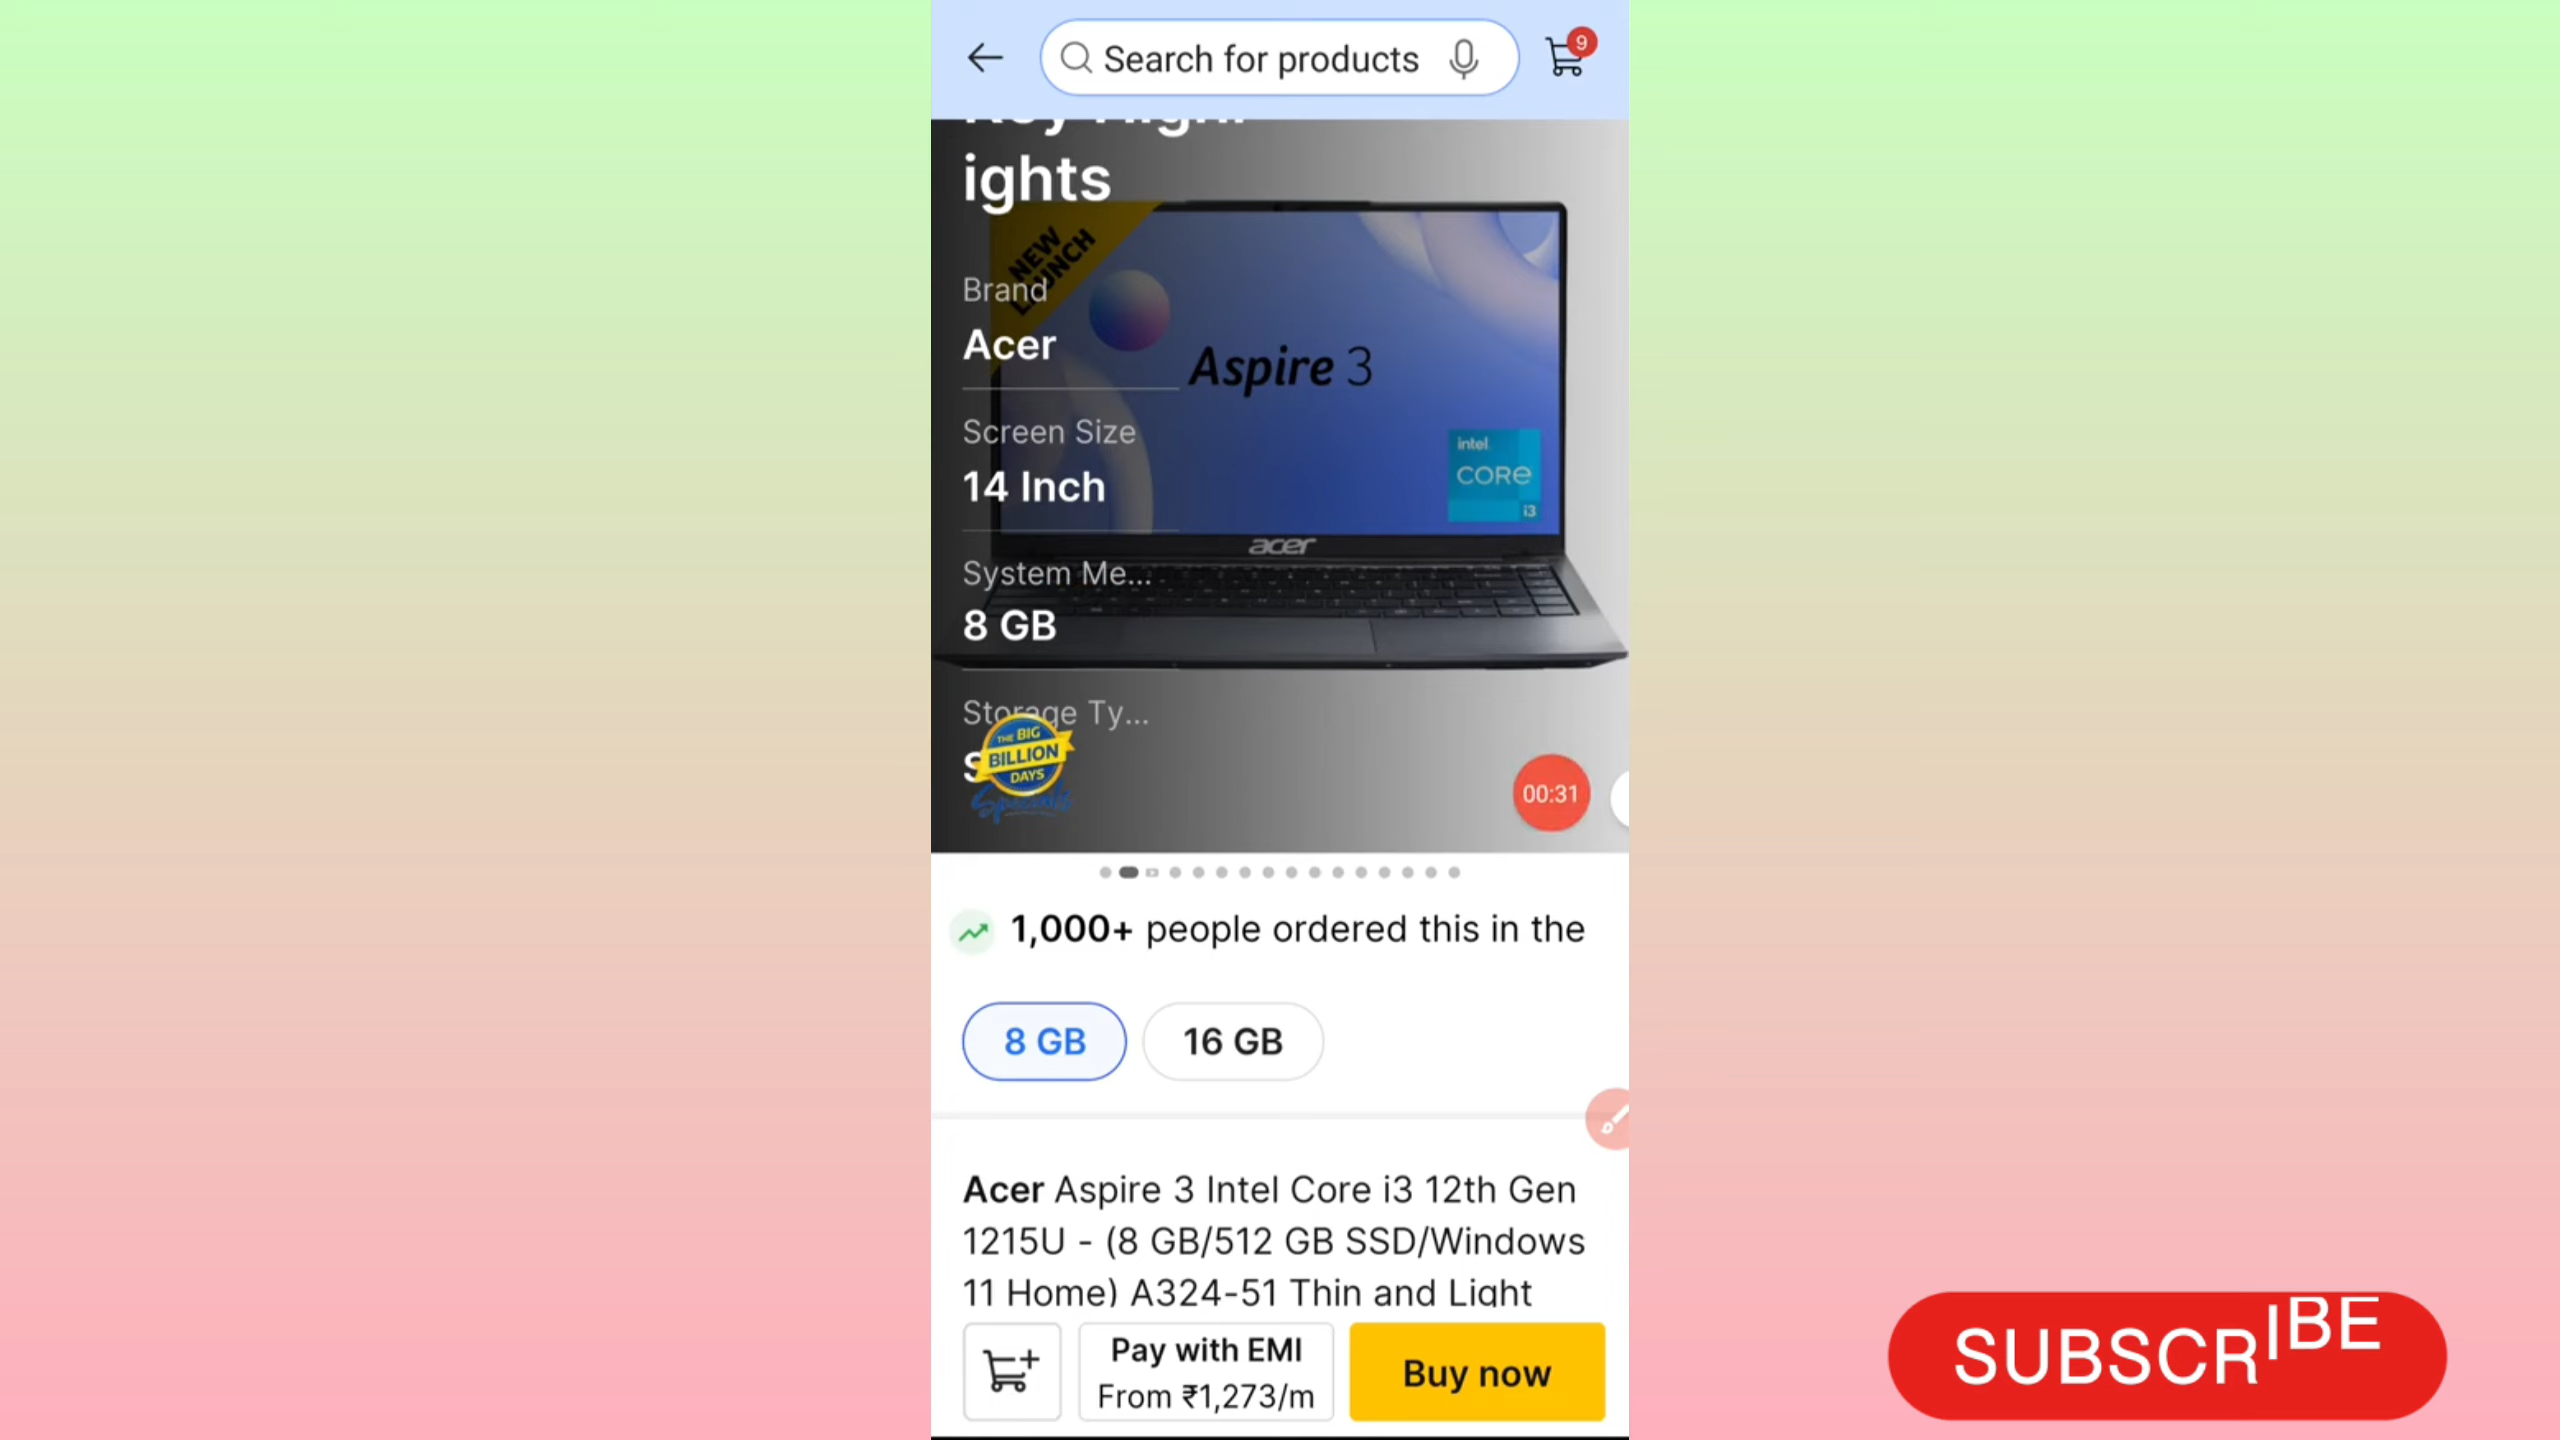 Search for products
9
ights
NEW
LAUNCH
Brand
Acer
Aspire 3
Screen Size
14 Inch
intel
CORE
i3
acer
System Me...
8 GB
Storage Ty...
S
THE BIG
BILLION
DAYS
Specials
00:31
1,000+ people ordered this in the
8 GB
16 GB
Acer Aspire 3 Intel Core i3 12th Gen
1215U - (8 GB/512 GB SSD/Windows
11 Home) A324-51 Thin and Light
Pay with EMI
From ₹1,273/m
Buy now
SUBSCRIBE